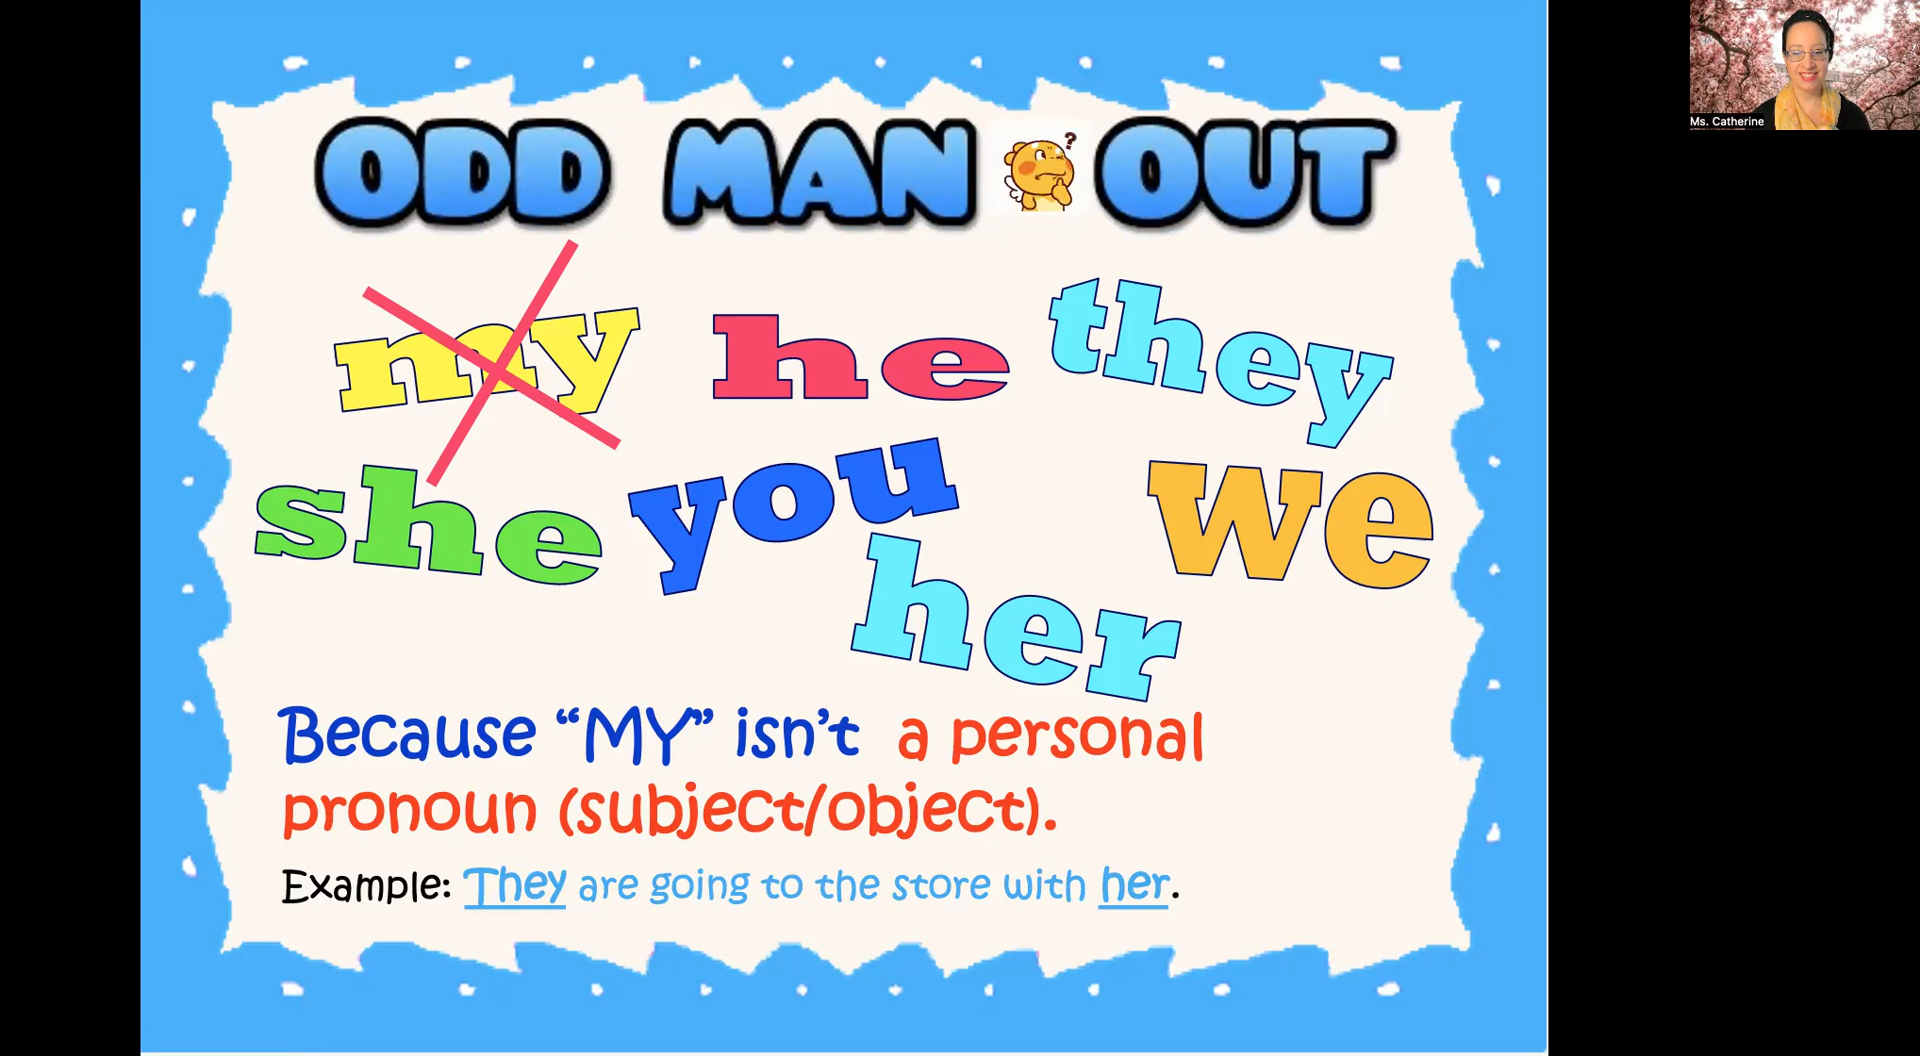 ODD MAN OUT
?
my he they
she you we
her
Because “MY” isn’t a personal
pronoun (subject/object).
Example: They are going to the store with her.
Ms. Catherine